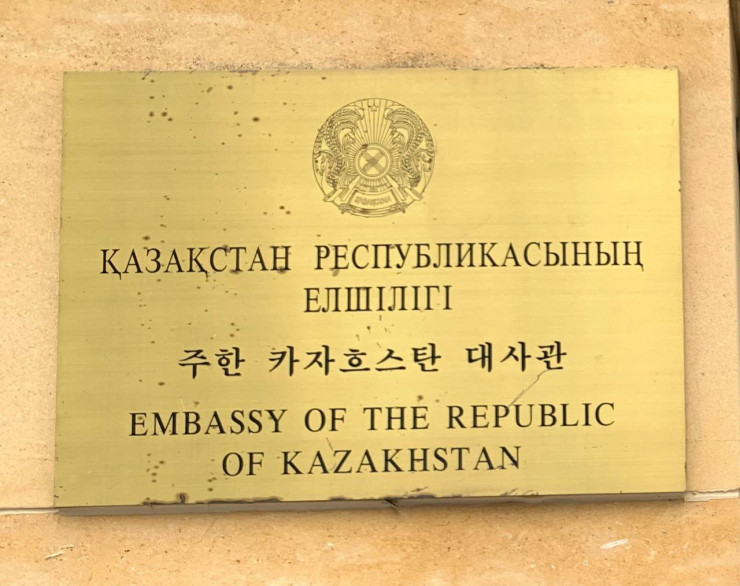 ҚАЗАҚСТАН РЕСПУБЛИКАСЫНЫҢ
ЕЛШІЛІГІ
주한 카자흐스탄 대사관
EMBASSY OF THE REPUBLIC
OF KAZAKHSTAN